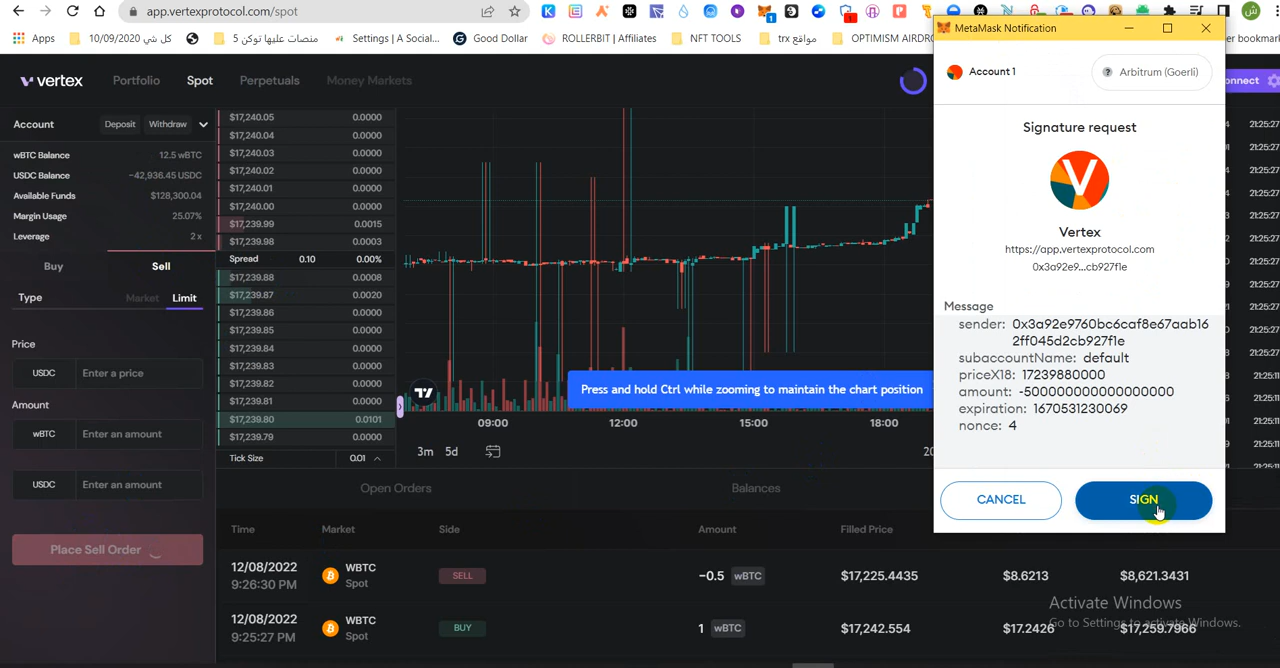 app.vertexprotocol.com/spot
Apps
كل شي 10/09/2020
منصات عليها توكن 5
Settings | A Social...
Good Dollar
ROLLERBIT | Affiliates
NFT TOOLS
مواقع trx
vertex
Portfolio
Spot
Perpetuals
Money Markets
Account
Deposit
Withdraw
wBTC Balance 12.5 wBTC
USDC Balance -42,936.45 USDC
Available Funds $128,300.04
Margin Usage 25.07%
Leverage 2 x
Buy
Sell
Type
Market
Limit
Price
USDC Enter a price
Amount
wBTC Enter an amount
USDC Enter an amount
Place Sell Order
$17,240.05 0.0000
$17,240.04 0.0000
$17,240.03 0.0000
$17,240.02 0.0000
$17,240.01 0.0000
$17,240.00 0.0000
$17,239.99 0.0015
$17,239.98 0.0003
Spread 0.10 0.00%
$17,239.88 0.0008
$17,239.87 0.0020
$17,239.86 0.0000
$17,239.85 0.0000
$17,239.84 0.0000
$17,239.83 0.0000
$17,239.82 0.0000
$17,239.81 0.0000
$17,239.80 0.0101
$17,239.79 0.0000
Tick Size 0.01
Press and hold Ctrl while zooming to maintain the chart position
09:00 12:00 15:00 18:00
3m 5d
Open Orders
Balances
Time Market Side Amount Filled Price
12/08/2022
9:26:30 PM
WBTC
Spot
SELL
-0.5 wBTC
$17,225.4435
$8.6213
$8,621.3431
12/08/2022
9:25:27 PM
WBTC
Spot
BUY
1 wBTC
$17,242.554
$17.2426
$17,259.7966
MetaMask Notification
Account 1
Arbitrum (Goerli)
Signature request
V
Vertex
https://app.vertexprotocol.com
0x3a92e9...cb927f1e
Message
sender: 0x3a92e9760bc6caf8e67aab16
2ff045d2cb927f1e
subaccountName: default
priceX18: 17239880000
amount: -500000000000000000
expiration: 1670531230069
nonce: 4
CANCEL
SIGN
Activate Windows
Go to Settings to activate Windows.